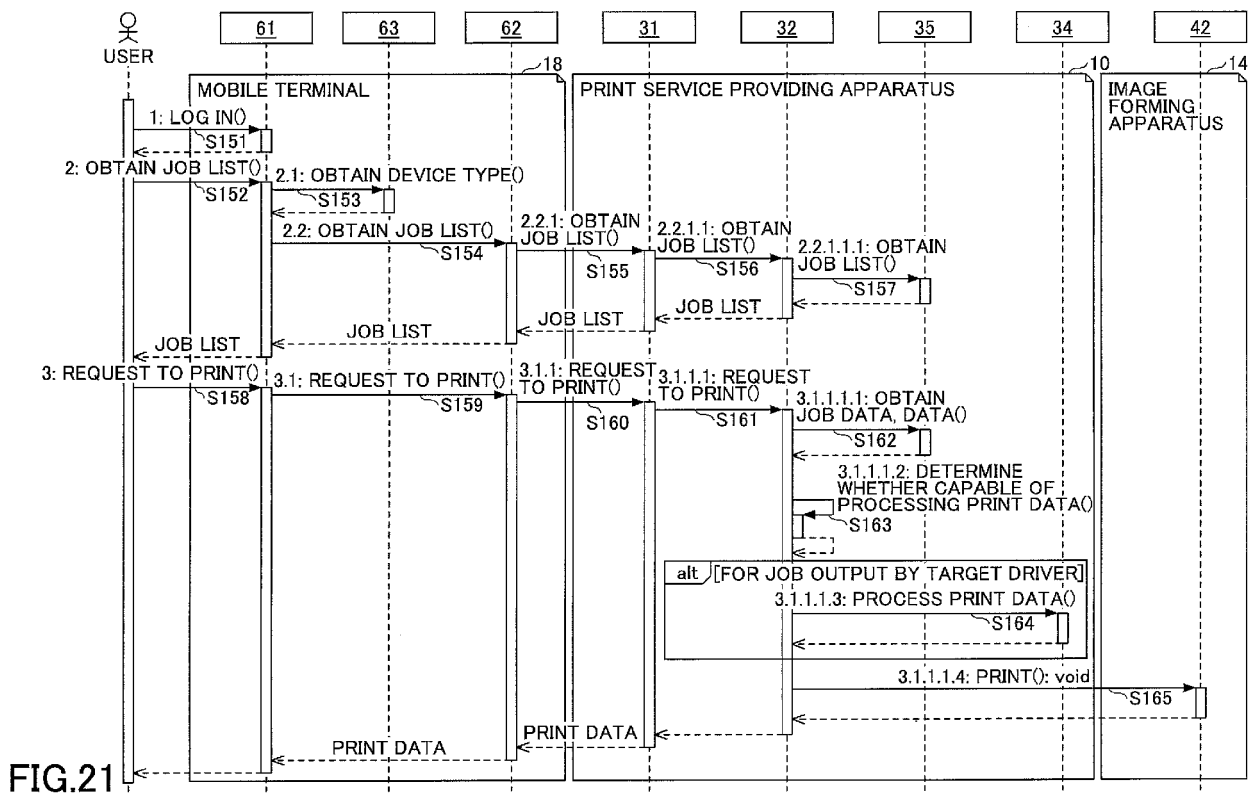 USER
61
63
62
31
32
35
34
42
18
MOBILE TERMINAL
10
PRINT SERVICE PROVIDING APPARATUS
14
IMAGE
FORMING
APPARATUS
1: LOG IN()
S151
2: OBTAIN JOB LIST()
S152
2.1: OBTAIN DEVICE TYPE()
S153
2.2: OBTAIN JOB LIST()
S154
2.2.1: OBTAIN
JOB LIST()
S155
2.2.1.1: OBTAIN
JOB LIST()
S156
2.2.1.1.1: OBTAIN
JOB LIST()
S157
JOB LIST
JOB LIST
JOB LIST
JOB LIST
3: REQUEST TO PRINT()
S158
3.1: REQUEST TO PRINT()
S159
3.1.1: REQUEST
TO PRINT()
S160
3.1.1.1: REQUEST
TO PRINT()
S161
3.1.1.1.1: OBTAIN
JOB DATA, DATA()
S162
3.1.1.1.2: DETERMINE
WHETHER CAPABLE OF
PROCESSING PRINT DATA()
S163
alt
[FOR JOB OUTPUT BY TARGET DRIVER]
3.1.1.1.3: PROCESS PRINT DATA()
S164
3.1.1.1.4: PRINT(): void
S165
PRINT DATA
PRINT DATA
FIG.21